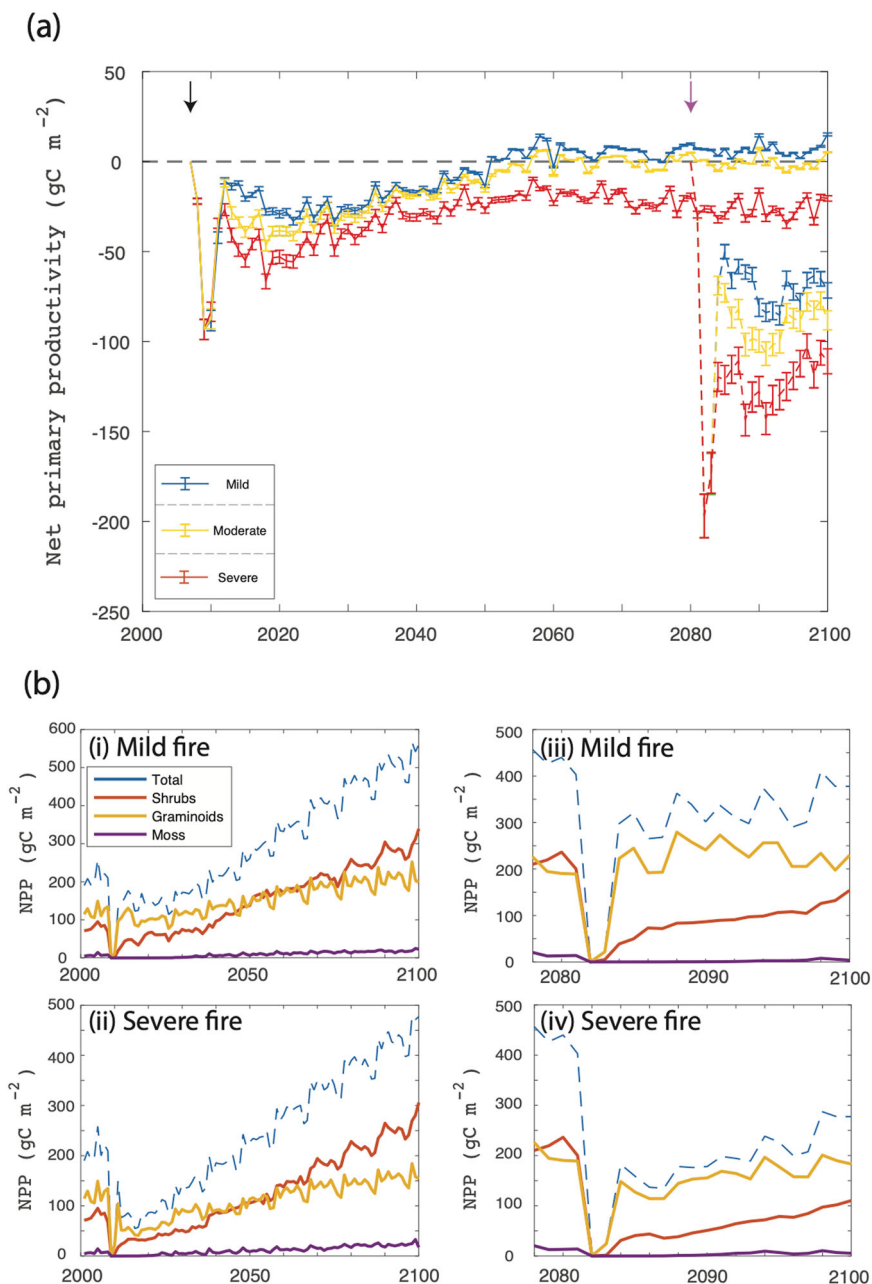 (a)
Net primary productivity (gC m⁻²)
50
0
-50
-100
-150
-200
-250
Mild
Moderate
Severe
2000
2020
2040
2060
2080
2100
(b)
(i) Mild fire
NPP (gC m⁻²)
600
500
400
300
200
100
0
Total
Shrubs
Graminoids
Moss
2000
2050
2100
(iii) Mild fire
NPP (gC m⁻²)
500
400
300
200
100
0
2080
2090
2100
(ii) Severe fire
NPP (gC m⁻²)
500
400
300
200
100
0
2000
2050
2100
(iv) Severe fire
NPP (gC m⁻²)
500
400
300
200
100
0
2080
2090
2100